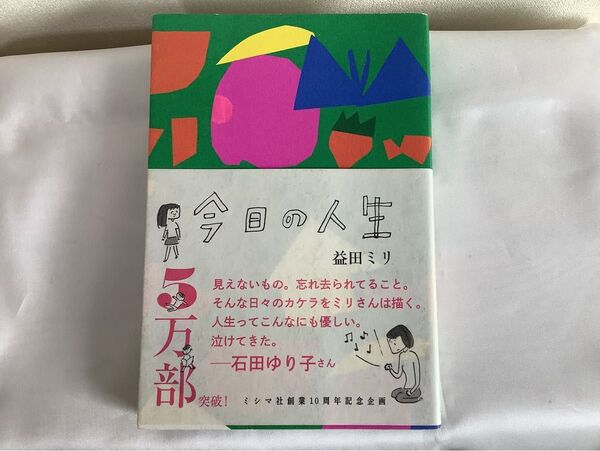 今日の人生
益田ミリ
5万部
突破!
見えないもの。忘れ去られてること。
そんな日々のカケラをミリさんは描く。
人生ってこんなにも優しい。
泣けてきた。
──石田ゆり子さん
ミシマ社創業10周年記念企画